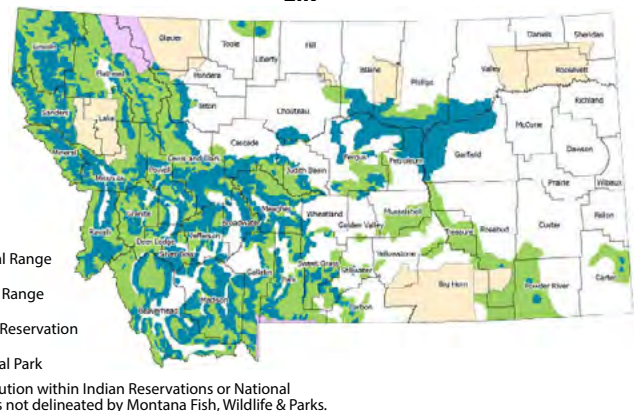 Lincoln
Flathead
Glacier
Toole
Liberty
Hill
Blaine
Phillips
Valley
Daniels
Sheridan
Roosevelt
Pondera
Teton
Chouteau
Richland
McCone
Sanders
Lake
Cascade
Lewis and Clark
Fergus
Petroleum
Garfield
Dawson
Mineral
Missoula
Powell
Judith Basin
Prairie
Wibaux
Granite
Meagher
Wheatland
Golden Valley
Musselshell
Rosebud
Custer
Fallon
Ravalli
Deer Lodge
Jefferson
Broadwater
Treasure
Silver Bow
Gallatin
Park
Sweet Grass
Stillwater
Yellowstone
Big Horn
Powder River
Carter
Beaverhead
Madison
Carbon
Range
Range
Reservation
Park
within Indian Reservations or National
not delineated by Montana Fish, Wildlife & Parks.